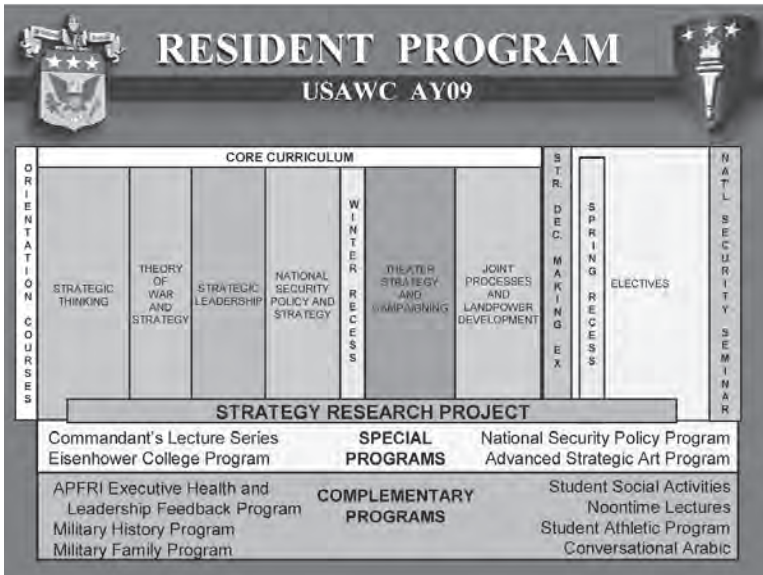 RESIDENT PROGRAM
USAWC AY09
ORIENTATION COURSES
CORE CURRICULUM
STRATEGIC
THINKING
THEORY
OF
WAR
AND
STRATEGY
STRATEGIC
LEADERSHIP
NATIONAL
SECURITY
POLICY AND
STRATEGY
WINTER RECESS
THEATER
STRATEGY
AND
CAMPAIGNING
JOINT
PROCESSES
AND
LANDPOWER
DEVELOPMENT
STR. DEC. MAKING EX
SPRING RECESS
ELECTIVES
NAT'L SECURITY SEMINAR
STRATEGY RESEARCH PROJECT
Commandant's Lecture Series
Eisenhower College Program
SPECIAL
PROGRAMS
National Security Policy Program
Advanced Strategic Art Program
APFRI Executive Health and
Leadership Feedback Program
Military History Program
Military Family Program
COMPLEMENTARY
PROGRAMS
Student Social Activities
Noontime Lectures
Student Athletic Program
Conversational Arabic